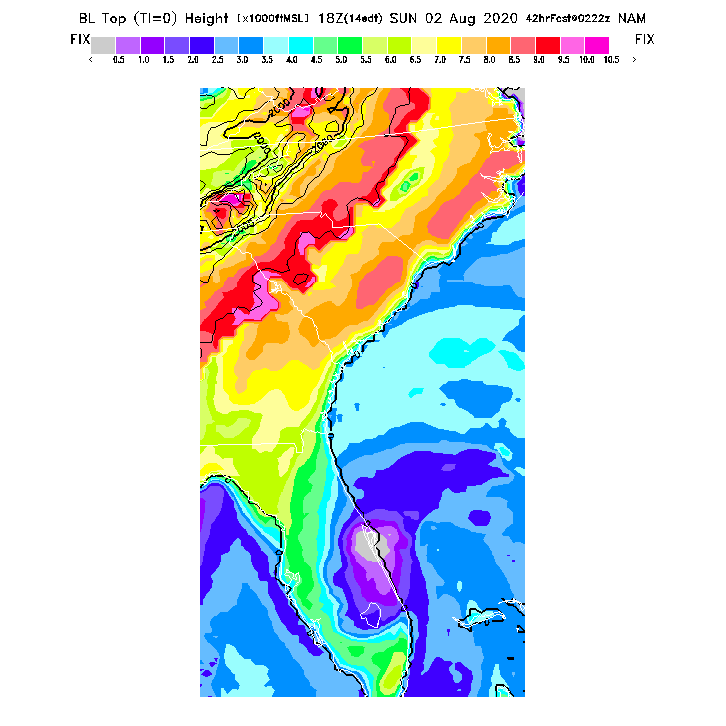 BL Top (TI=0) Height [x1000ftMSL] 18Z(14edt) SUN 02 Aug 2020 42hrFcst@0222z NAM
FIX FIX
< 0.5 1.0 1.5 2.0 2.5 3.0 3.5 4.0 4.5 5.0 5.5 6.0 6.5 7.0 7.5 8.0 8.5 9.0 9.5 10.0 10.5 >
2000
2000
2000